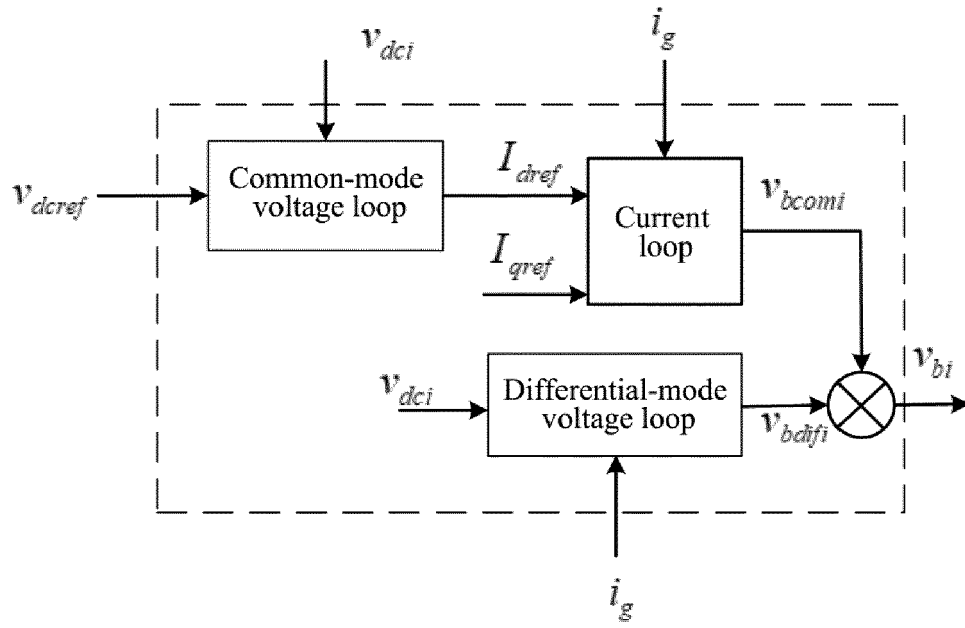 v_dci
i_g
v_dcref
Common-mode
voltage loop
I_dref
I_qref
Current
loop
v_bcomi
v_dci
Differential-mode
voltage loop
v_bdifi
v_bi
i_g